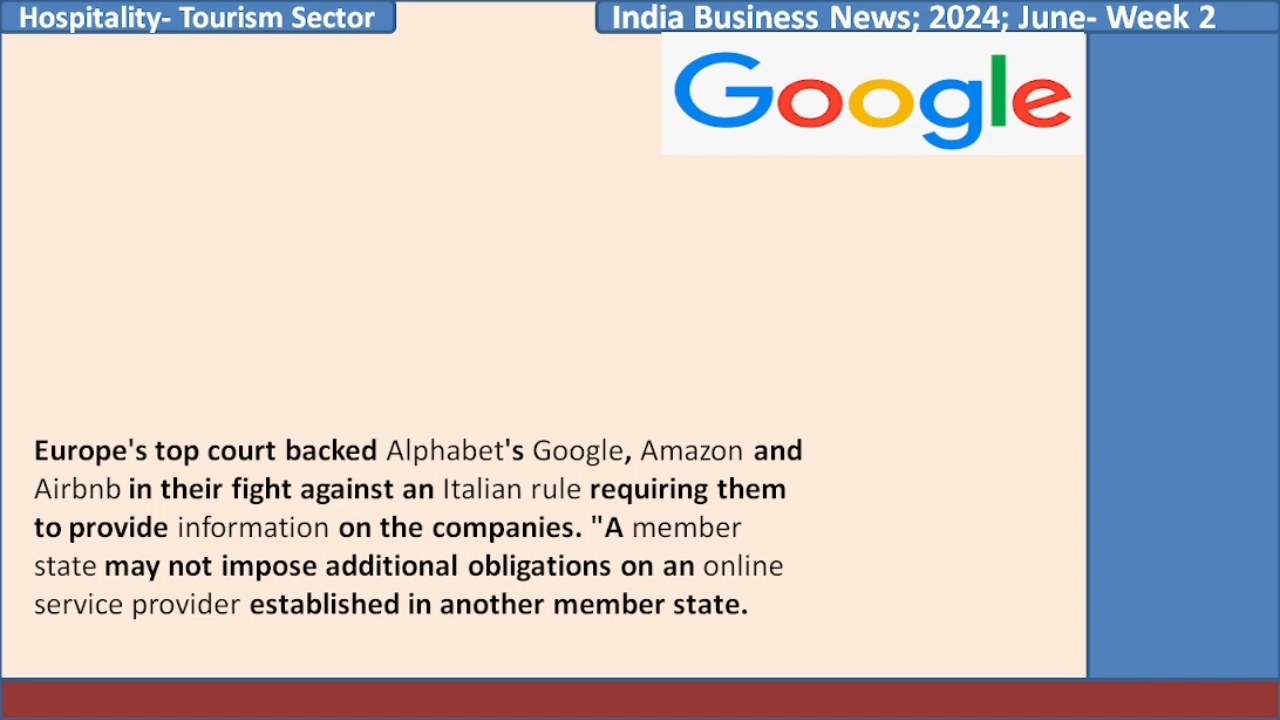 Hospitality- Tourism Sector
India Business News; 2024; June- Week 2
Google
Europe's top court backed Alphabet's Google, Amazon and
Airbnb in their fight against an Italian rule requiring them
to provide information on the companies. "A member
state may not impose additional obligations on an online
service provider established in another member state.